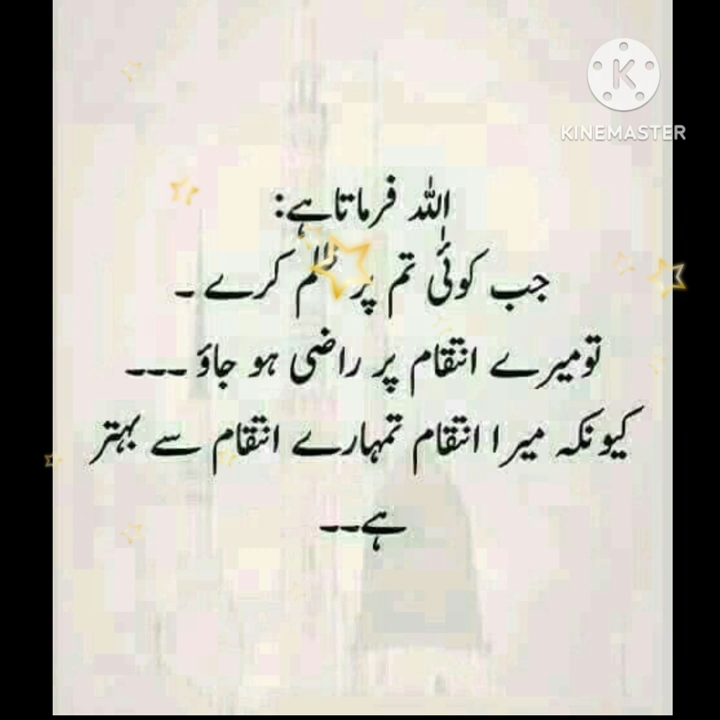 KINEMASTER
اللہ فرماتا ہے:
جب کوئی تم پر ظلم کرے ۔
تو میرے انتقام پر راضی ہو جاؤ ۔۔۔
کیونکہ میرا انتقام تمہارے انتقام سے بہتر
ہے۔۔